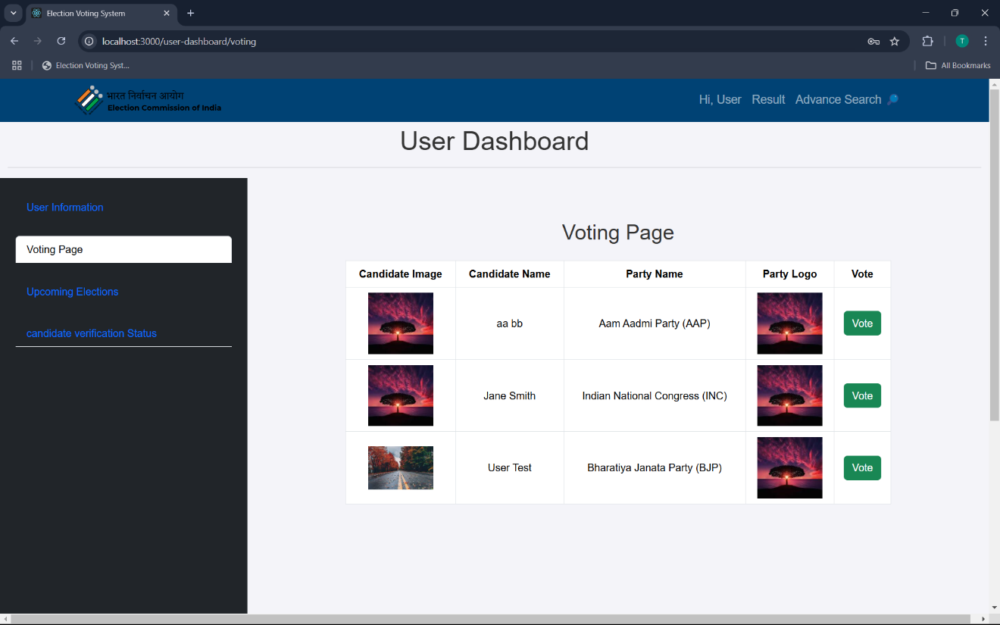 Election Voting System
localhost:3000/user-dashboard/voting
T
Election Voting Syst...
All Bookmarks
भारत निर्वाचन आयोग
Election Commission of India
Hi, User
Result
Advance Search
User Dashboard
User Information
Voting Page
Upcoming Elections
candidate verification Status
Voting Page
Candidate Image Candidate Name Party Name Party Logo Vote
aa bb Aam Aadmi Party (AAP) Vote
Jane Smith Indian National Congress (INC) Vote
User Test Bharatiya Janata Party (BJP) Vote